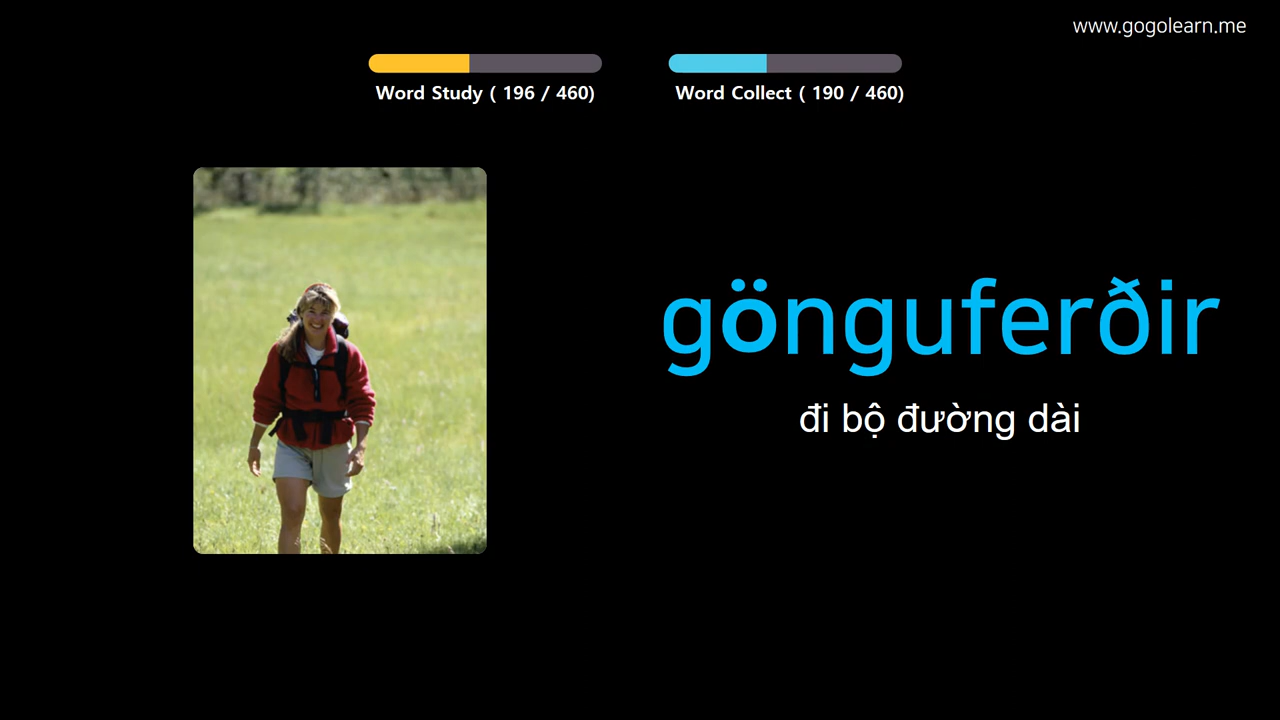 www.gogolearn.me
Word Study ( 196 / 460)
Word Collect ( 190 / 460)
gönguferðir
đi bộ đường dài